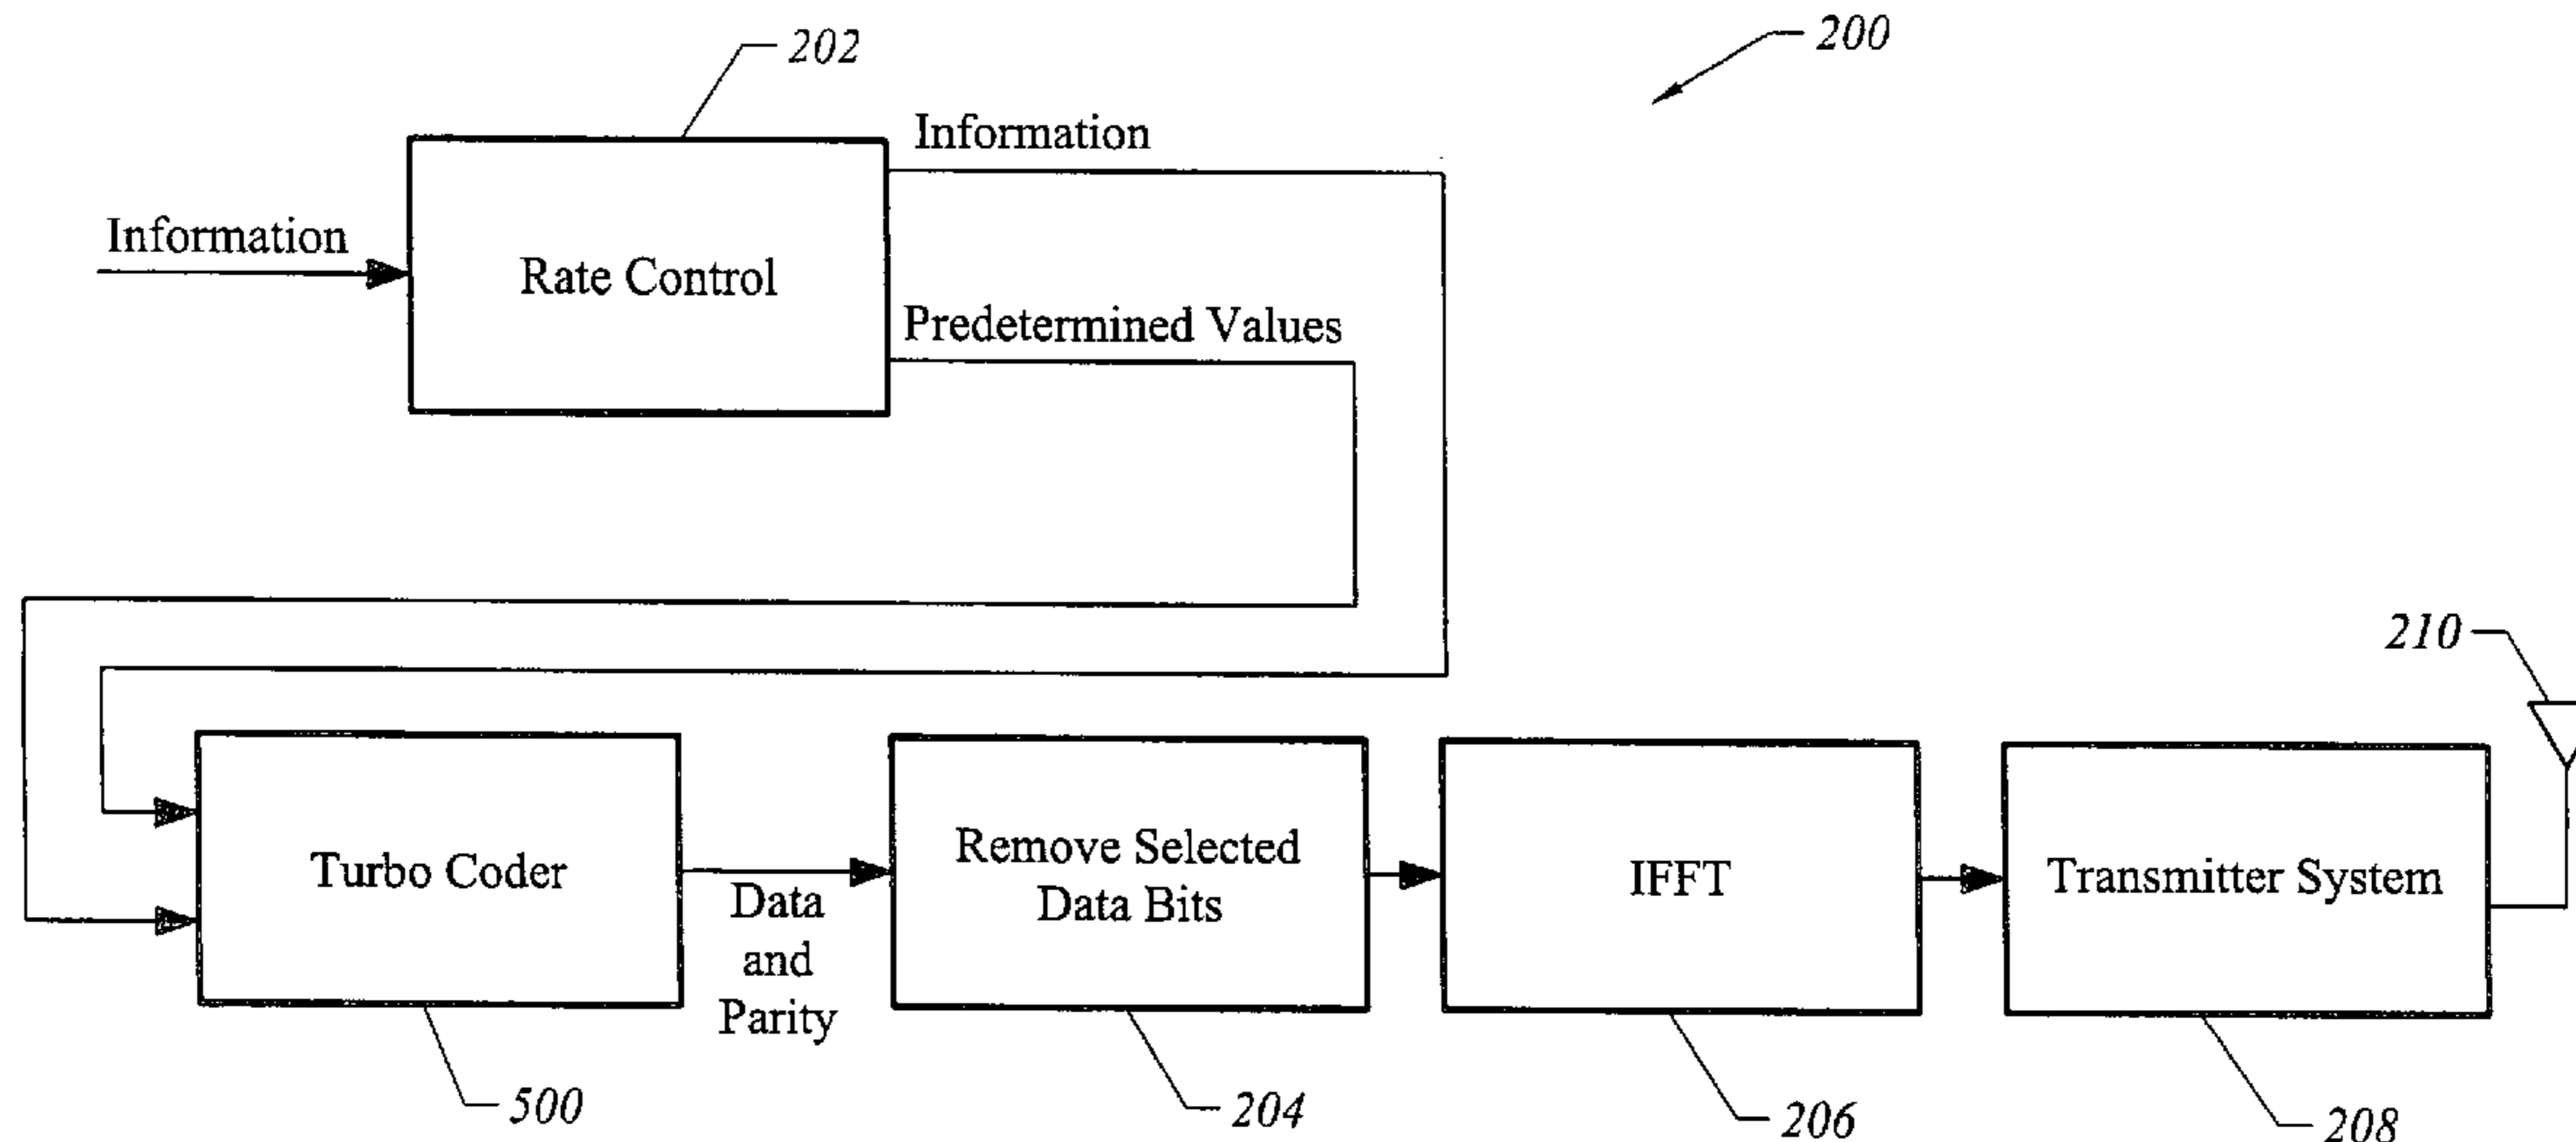 202
200
Information
Information
Rate Control
Predetermined Values
210
Turbo Coder
Data
and
Parity
Remove Selected
Data Bits
IFFT
Transmitter System
500
204
206
208